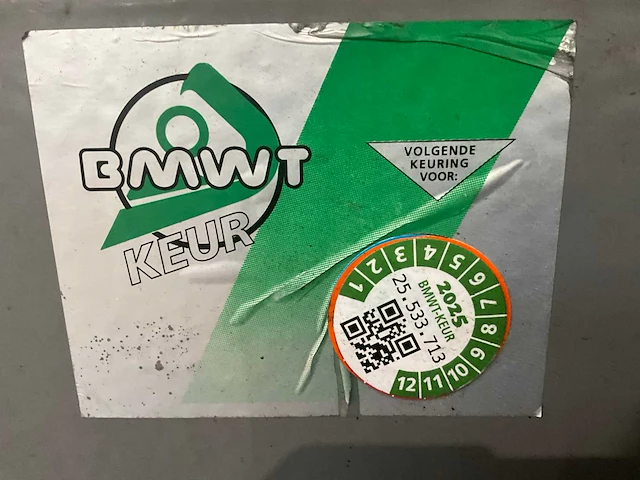 BMWT
KEUR
VOLGENDE
KEURING
VOOR:
1 2 3 4 5 6 7 8 9 10 11 12
2025
BMWT-KEUR
25.533.713